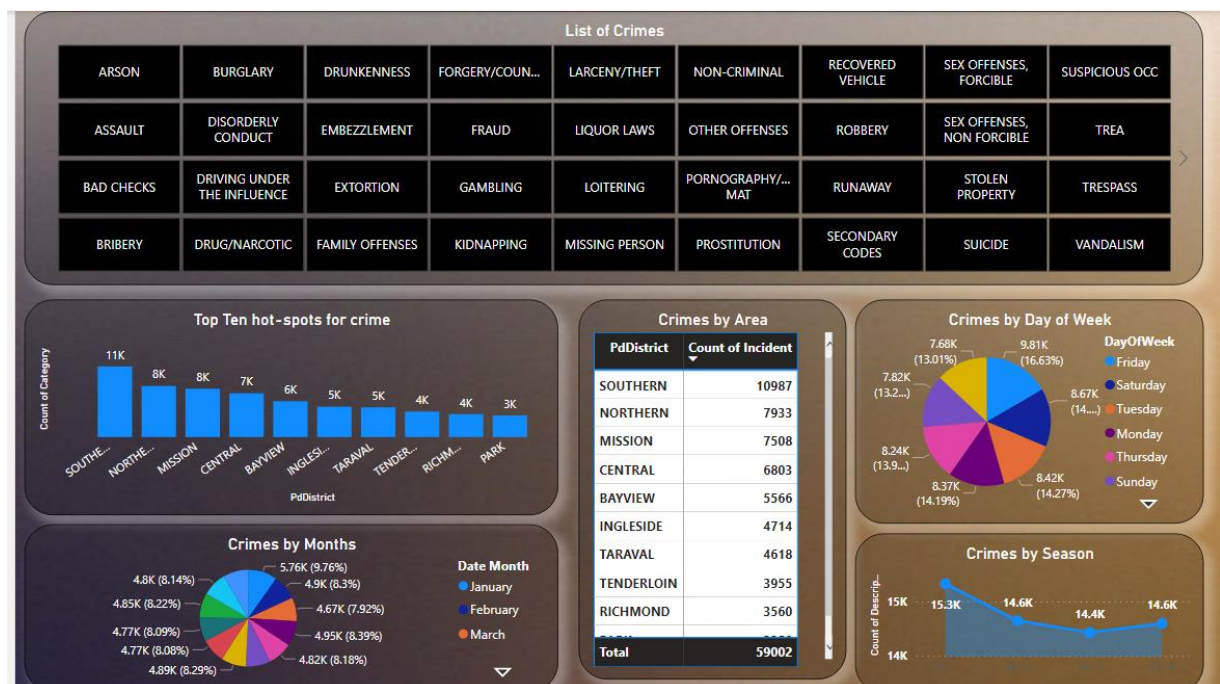 List of Crimes
ARSON
BURGLARY
DRUNKENNESS
FORGERY/COUN...
LARCENY/THEFT
NON-CRIMINAL
RECOVERED
VEHICLE
SEX OFFENSES,
FORCIBLE
SUSPICIOUS OCC
ASSAULT
DISORDERLY
CONDUCT
EMBEZZLEMENT
FRAUD
LIQUOR LAWS
OTHER OFFENSES
ROBBERY
SEX OFFENSES,
NON FORCIBLE
TREA
BAD CHECKS
DRIVING UNDER
THE INFLUENCE
EXTORTION
GAMBLING
LOITERING
PORNOGRAPHY/...
MAT
RUNAWAY
STOLEN
PROPERTY
TRESPASS
BRIBERY
DRUG/NARCOTIC
FAMILY OFFENSES
KIDNAPPING
MISSING PERSON
PROSTITUTION
SECONDARY
CODES
SUICIDE
VANDALISM
Top Ten hot-spots for crime
Count of Category
11K
8K
8K
7K
6K
5K
5K
4K
4K
3K
SOUTHE...
NORTHE...
MISSION
CENTRAL
BAYVIEW
INGLESI...
TARAVAL
TENDER...
RICHM...
PARK
PdDistrict
Crimes by Area
PdDistrict Count of Incident
SOUTHERN 10987
NORTHERN 7933
MISSION 7508
CENTRAL 6803
BAYVIEW 5566
INGLESIDE 4714
TARAVAL 4618
TENDERLOIN 3955
RICHMOND 3560
Total 59002
Crimes by Day of Week
7.68K
(13.01%)
9.81K
(16.63%)
7.82K
(13.2...)
8.67K
(14....)
8.24K
(13.9...)
8.37K
(14.19%)
8.42K
(14.27%)
DayOfWeek
Friday
Saturday
Tuesday
Monday
Thursday
Sunday
Crimes by Months
5.76K (9.76%)
4.9K (8.3%)
4.67K (7.92%)
4.95K (8.39%)
4.82K (8.18%)
4.89K (8.29%)
4.77K (8.08%)
4.77K (8.09%)
4.85K (8.22%)
4.8K (8.14%)
Date Month
January
February
March
Crimes by Season
Count of Descrip...
15K
14K
15.3K
14.6K
14.4K
14.6K